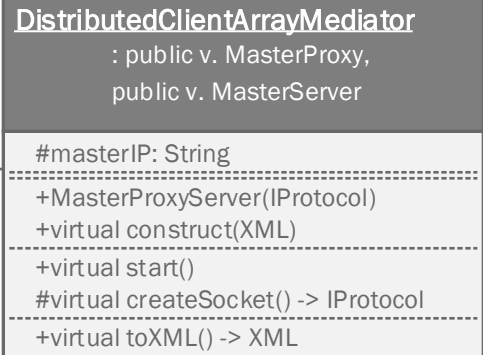 DistributedClientArrayMediator
: public v. MasterProxy,
public v. MasterServer
#masterIP: String
+MasterProxyServer(IProtocol)
+virtual construct(XML)
+virtual start()
#virtual createSocket() -> IProtocol
+virtual toXML() -> XML